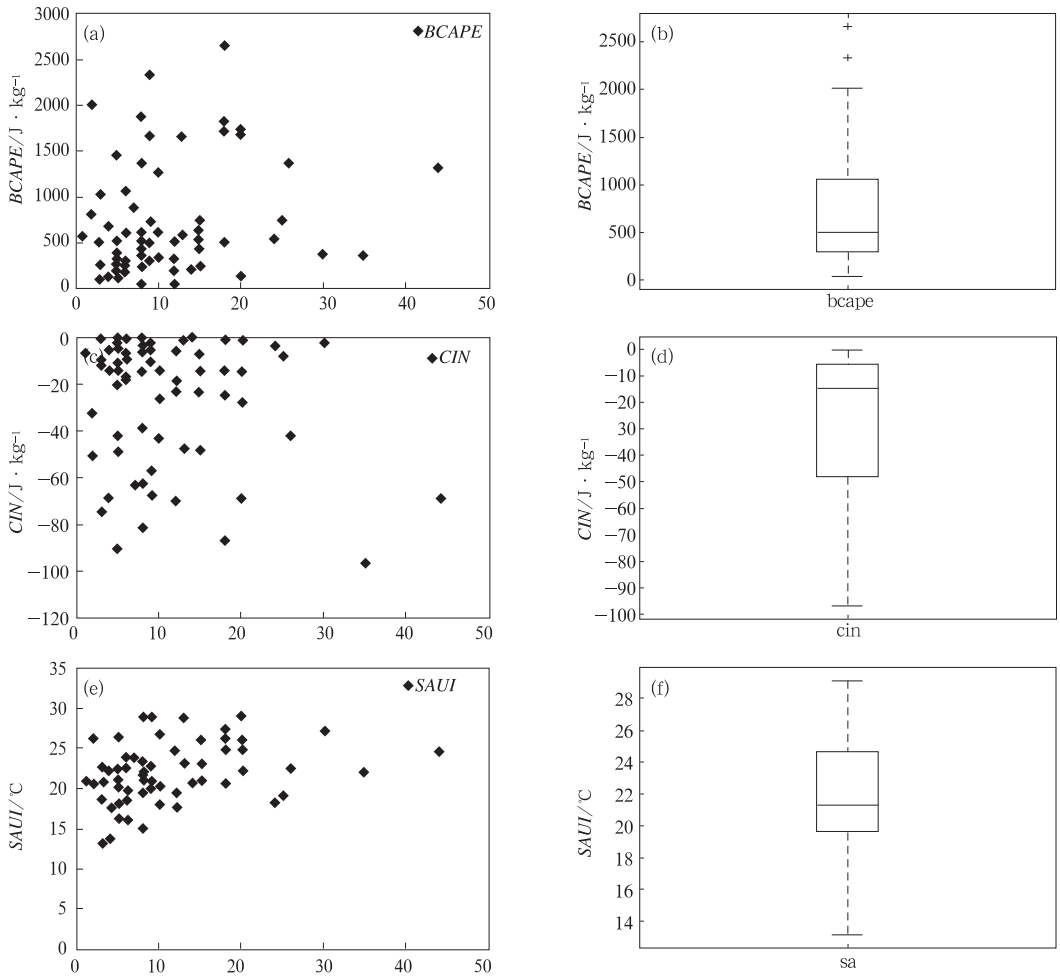 (a)
BCAPE
BCAPE/J · kg⁻¹
3000
2500
2000
1500
1000
500
0
0 10 20 30 40 50
(b)
BCAPE/J · kg⁻¹
2500
2000
1500
1000
500
0
bcape
(c)
CIN
CIN/J · kg⁻¹
0
−20
−40
−60
−80
−100
−120
0 10 20 30 40 50
(d)
CIN/J · kg⁻¹
0
−10
−20
−30
−40
−50
−60
−70
−80
−90
−100
cin
(e)
SAUI
SAUI/℃
35
30
25
20
15
10
5
0
0 10 20 30 40 50
(f)
SAUI/℃
28
26
24
22
20
18
16
14
sa